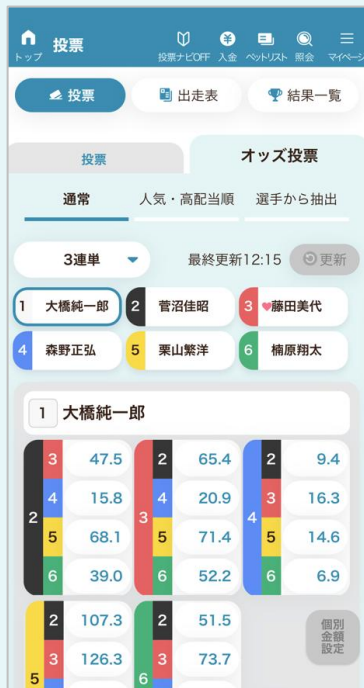 投票
トップ 投票ナビOFF 入金 ベットリスト 照会 マイページ
投票 出走表 結果一覧
投票 オッズ投票
通常 人気・高配当順 選手から抽出
3連単 最終更新12:15 更新
1 大橋純一郎 2 菅沼佳昭 3 ♥藤田美代
4 森野正弘 5 栗山繁洋 6 楠原翔太
1 大橋純一郎
3 47.5 2 65.4 2 9.4
4 15.8 4 20.9 3 16.3
2 3 4
5 68.1 5 71.4 5 14.6
6 39.0 6 52.2 6 6.9
2 107.3 2 51.5
個別
金額
設定
3 126.3 3 73.7
5 6